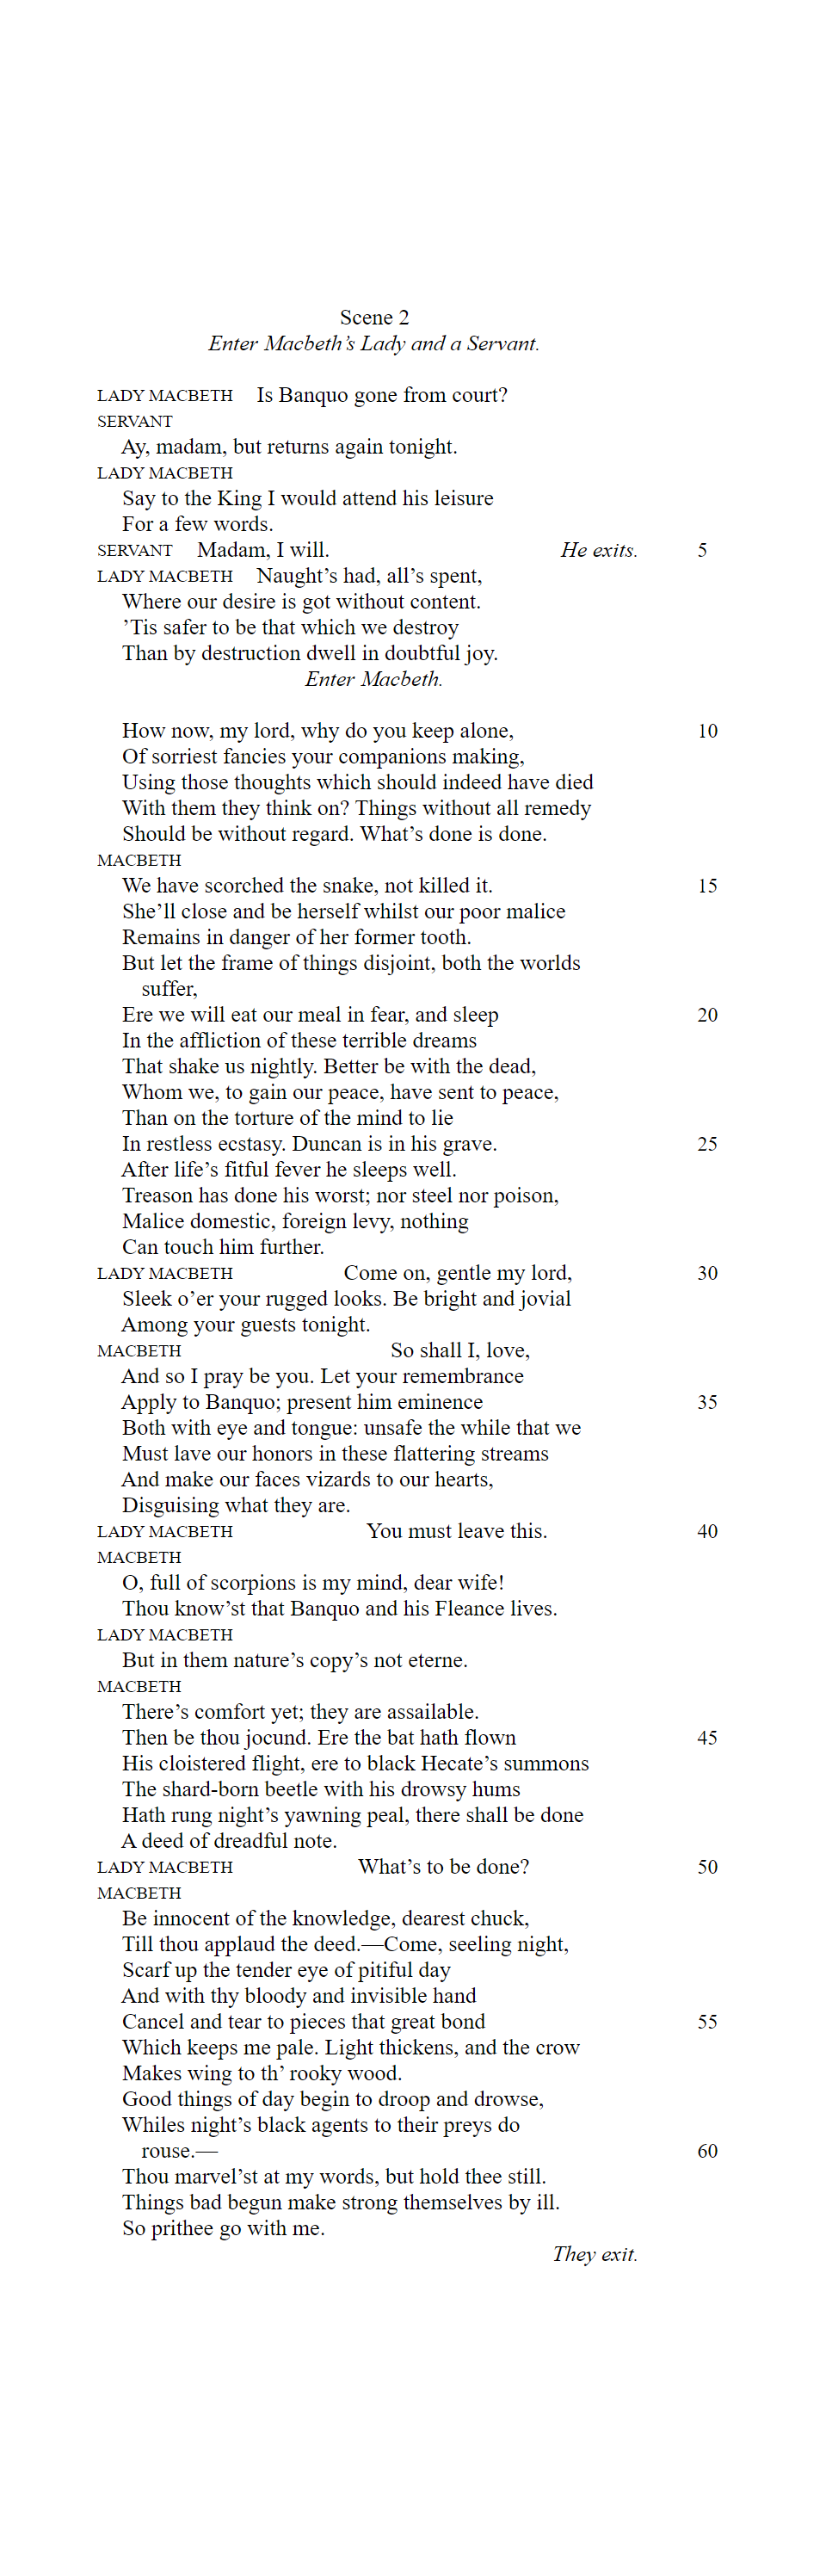 Scene 2
Enter Macbeth’s Lady and a Servant.
LADY MACBETH Is Banquo gone from court?
SERVANT
Ay, madam, but returns again tonight.
LADY MACBETH
Say to the King I would attend his leisure
For a few words.
SERVANT Madam, I will. He exits. 5
LADY MACBETH Naught’s had, all’s spent,
Where our desire is got without content.
’Tis safer to be that which we destroy
Than by destruction dwell in doubtful joy.
Enter Macbeth.
How now, my lord, why do you keep alone, 10
Of sorriest fancies your companions making,
Using those thoughts which should indeed have died
With them they think on? Things without all remedy
Should be without regard. What’s done is done.
MACBETH
We have scorched the snake, not killed it. 15
She’ll close and be herself whilst our poor malice
Remains in danger of her former tooth.
But let the frame of things disjoint, both the worlds
suffer,
Ere we will eat our meal in fear, and sleep 20
In the affliction of these terrible dreams
That shake us nightly. Better be with the dead,
Whom we, to gain our peace, have sent to peace,
Than on the torture of the mind to lie
In restless ecstasy. Duncan is in his grave. 25
After life’s fitful fever he sleeps well.
Treason has done his worst; nor steel nor poison,
Malice domestic, foreign levy, nothing
Can touch him further.
LADY MACBETH Come on, gentle my lord, 30
Sleek o’er your rugged looks. Be bright and jovial
Among your guests tonight.
MACBETH So shall I, love,
And so I pray be you. Let your remembrance
Apply to Banquo; present him eminence 35
Both with eye and tongue: unsafe the while that we
Must lave our honors in these flattering streams
And make our faces vizards to our hearts,
Disguising what they are.
LADY MACBETH You must leave this. 40
MACBETH
O, full of scorpions is my mind, dear wife!
Thou know’st that Banquo and his Fleance lives.
LADY MACBETH
But in them nature’s copy’s not eterne.
MACBETH
There’s comfort yet; they are assailable.
Then be thou jocund. Ere the bat hath flown 45
His cloistered flight, ere to black Hecate’s summons
The shard-born beetle with his drowsy hums
Hath rung night’s yawning peal, there shall be done
A deed of dreadful note.
LADY MACBETH What’s to be done? 50
MACBETH
Be innocent of the knowledge, dearest chuck,
Till thou applaud the deed.—Come, seeling night,
Scarf up the tender eye of pitiful day
And with thy bloody and invisible hand
Cancel and tear to pieces that great bond 55
Which keeps me pale. Light thickens, and the crow
Makes wing to th’ rooky wood.
Good things of day begin to droop and drowse,
Whiles night’s black agents to their preys do
rouse.— 60
Thou marvel’st at my words, but hold thee still.
Things bad begun make strong themselves by ill.
So prithee go with me.
They exit.